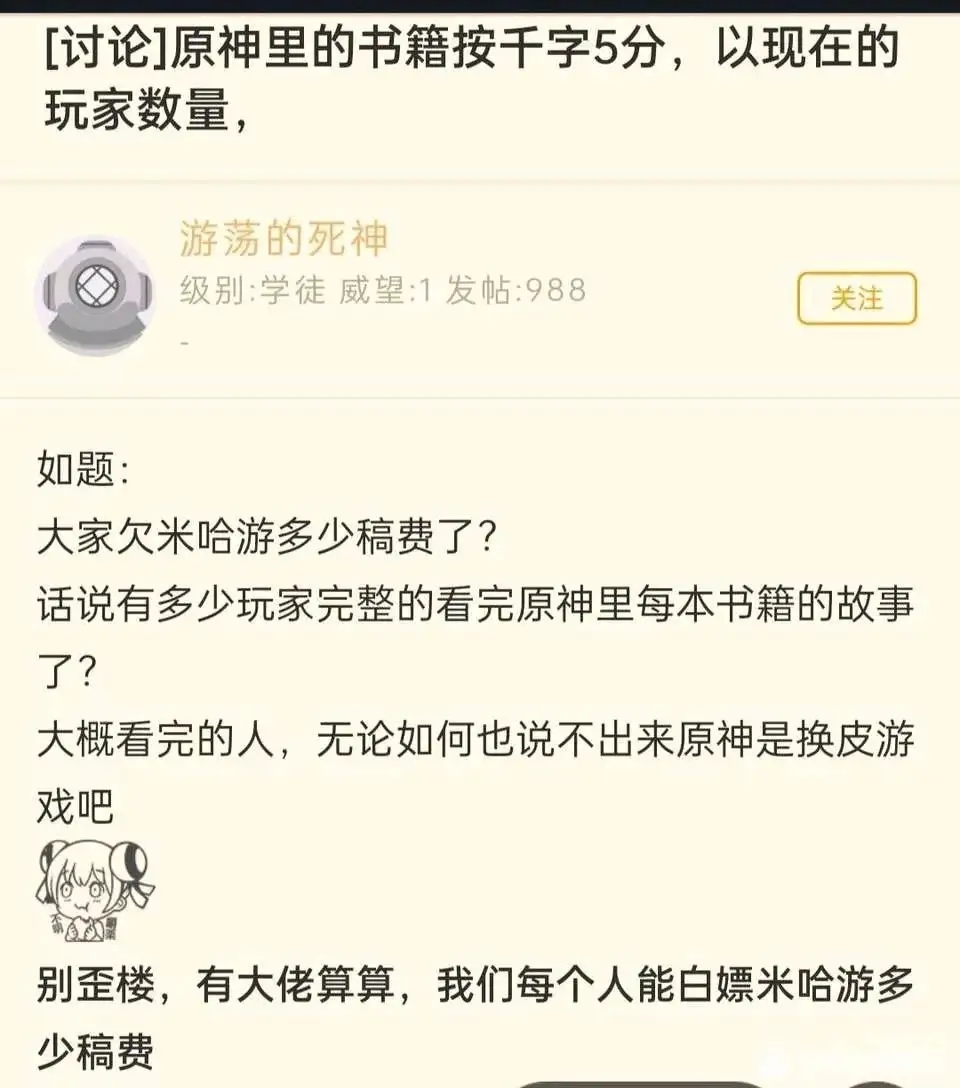 [讨论]原神里的书籍按千字5分，以现在的
玩家数量，
游荡的死神
级别:学徒 威望:1 发帖:988
关注
-
如题：
大家欠米哈游多少稿费了？
话说有多少玩家完整的看完原神里每本书籍的故事
了？
大概看完的人，无论如何也说不出来原神是换皮游
戏吧
不明
别歪楼，有大佬算算，我们每个人能白嫖米哈游多
少稿费